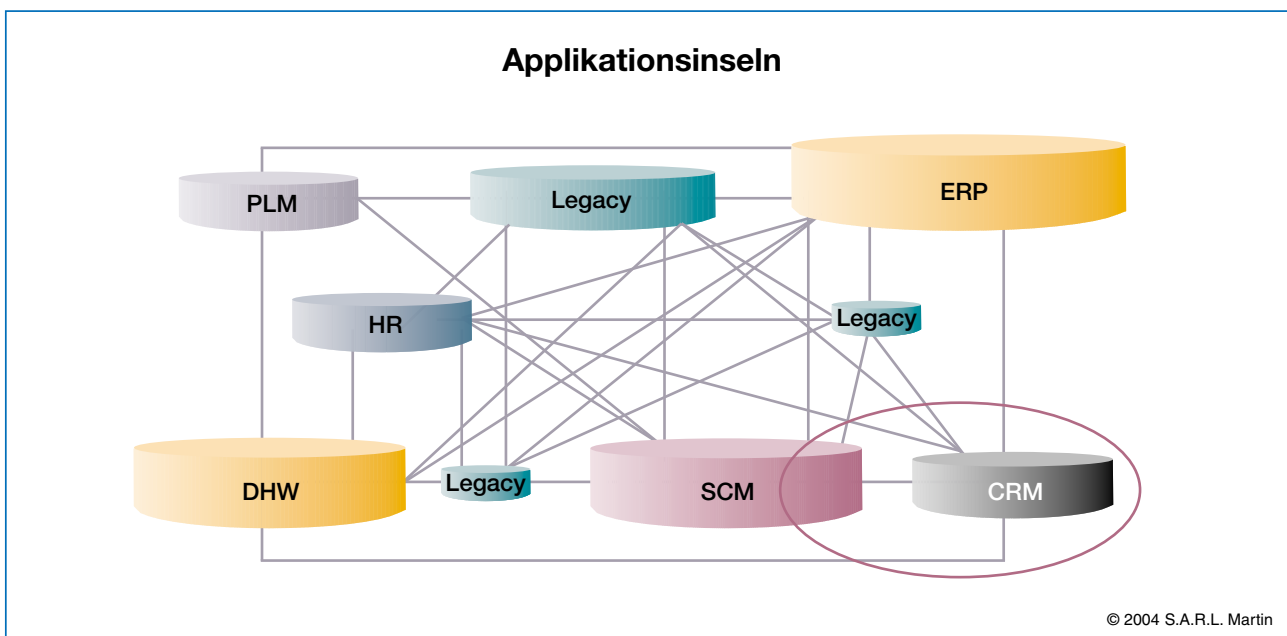 Applikationsinseln
PLM
Legacy
ERP
HR
Legacy
DHW
Legacy
SCM
CRM
© 2004 S.A.R.L. Martin